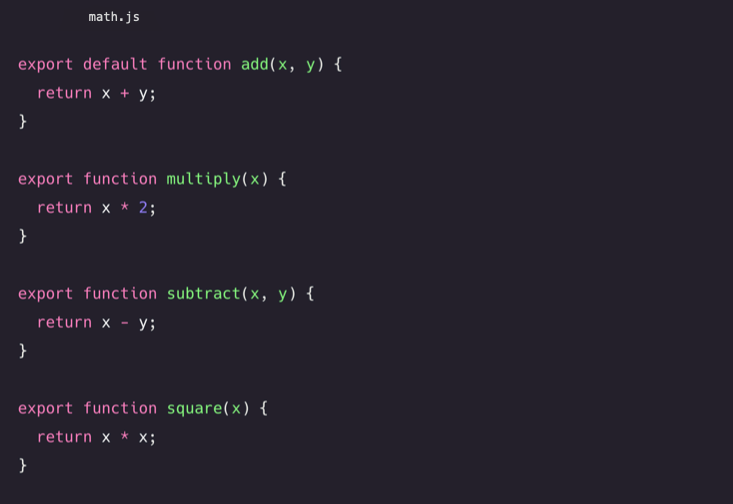 math.js
export default function add(x, y) {
  return x + y;
}
export function multiply(x) {
  return x * 2;
}
export function subtract(x, y) {
  return x - y;
}
export function square(x) {
  return x * x;
}